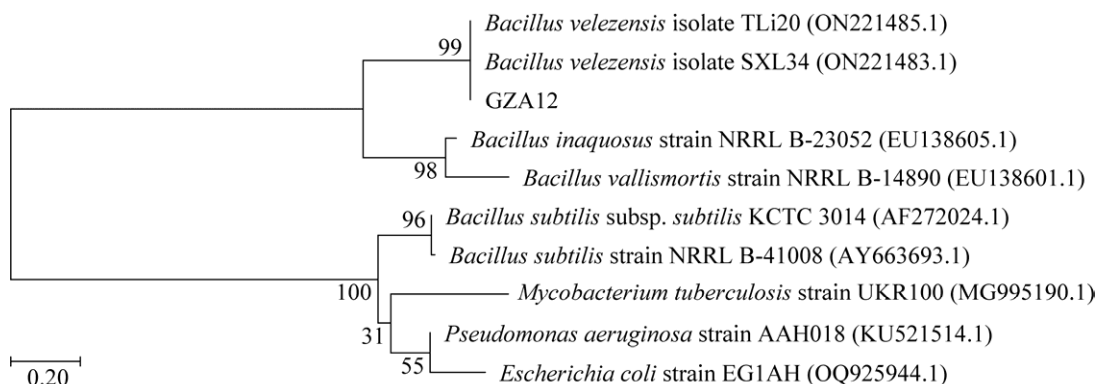 Bacillus velezensis isolate TLi20 (ON221485.1)
99
Bacillus velezensis isolate SXL34 (ON221483.1)
GZA12
Bacillus inaquosus strain NRRL B-23052 (EU138605.1)
98
Bacillus vallismortis strain NRRL B-14890 (EU138601.1)
96
Bacillus subtilis subsp. subtilis KCTC 3014 (AF272024.1)
Bacillus subtilis strain NRRL B-41008 (AY663693.1)
100
Mycobacterium tuberculosis strain UKR100 (MG995190.1)
31
Pseudomonas aeruginosa strain AAH018 (KU521514.1)
55
Escherichia coli strain EG1AH (OQ925944.1)
0.20